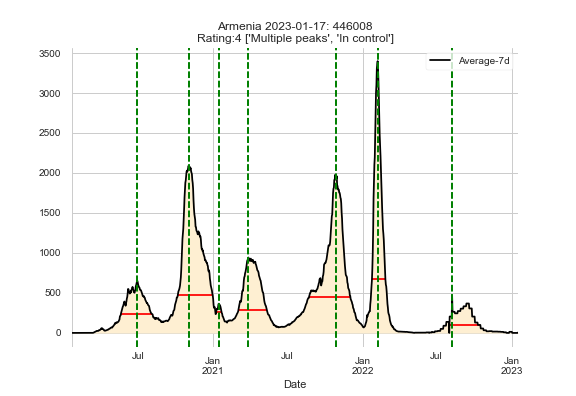 Armenia 2023-01-17: 446008
Rating:4 ['Multiple peaks', 'In control']
Average-7d
3500
3000
2500
2000
1500
1000
500
0
Jul
Jan
2021
Jul
Jan
2022
Jul
Jan
2023
Date